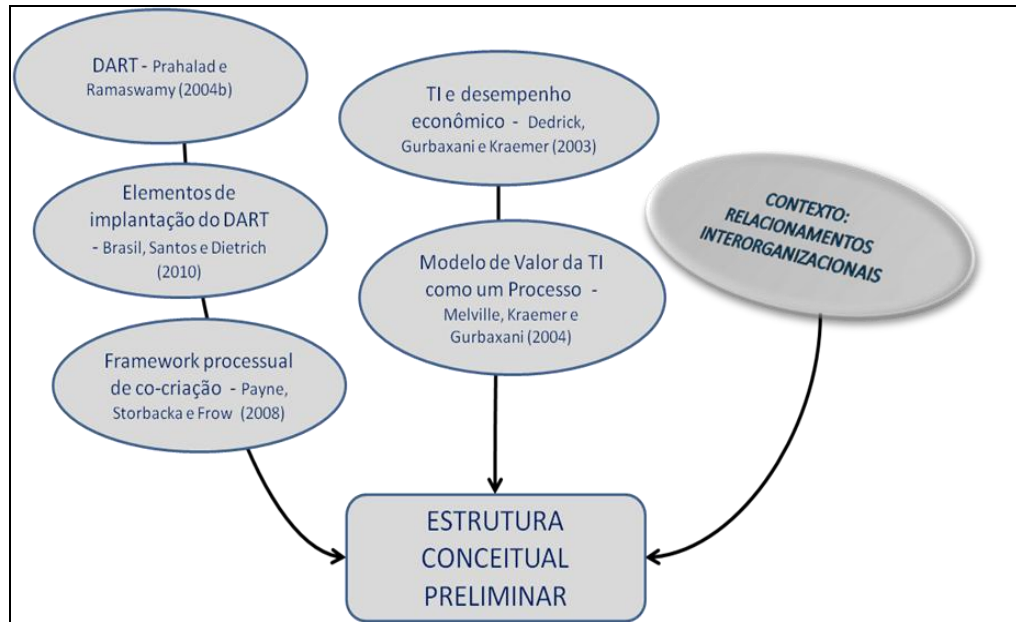 DART - Prahalad e
Ramaswamy (2004b)
Elementos de
implantação do DART
- Brasil, Santos e Dietrich
(2010)
Framework processual
de co-criação - Payne,
Storbacka e Frow (2008)
TI e desempenho
econômico - Dedrick,
Gurbaxani e Kraemer (2003)
Modelo de Valor da TI
como um Processo -
Melville, Kraemer e
Gurbaxani (2004)
CONTEXTO:
RELACIONAMENTOS
INTERORGANIZACIONAIS
ESTRUTURA
CONCEITUAL
PRELIMINAR